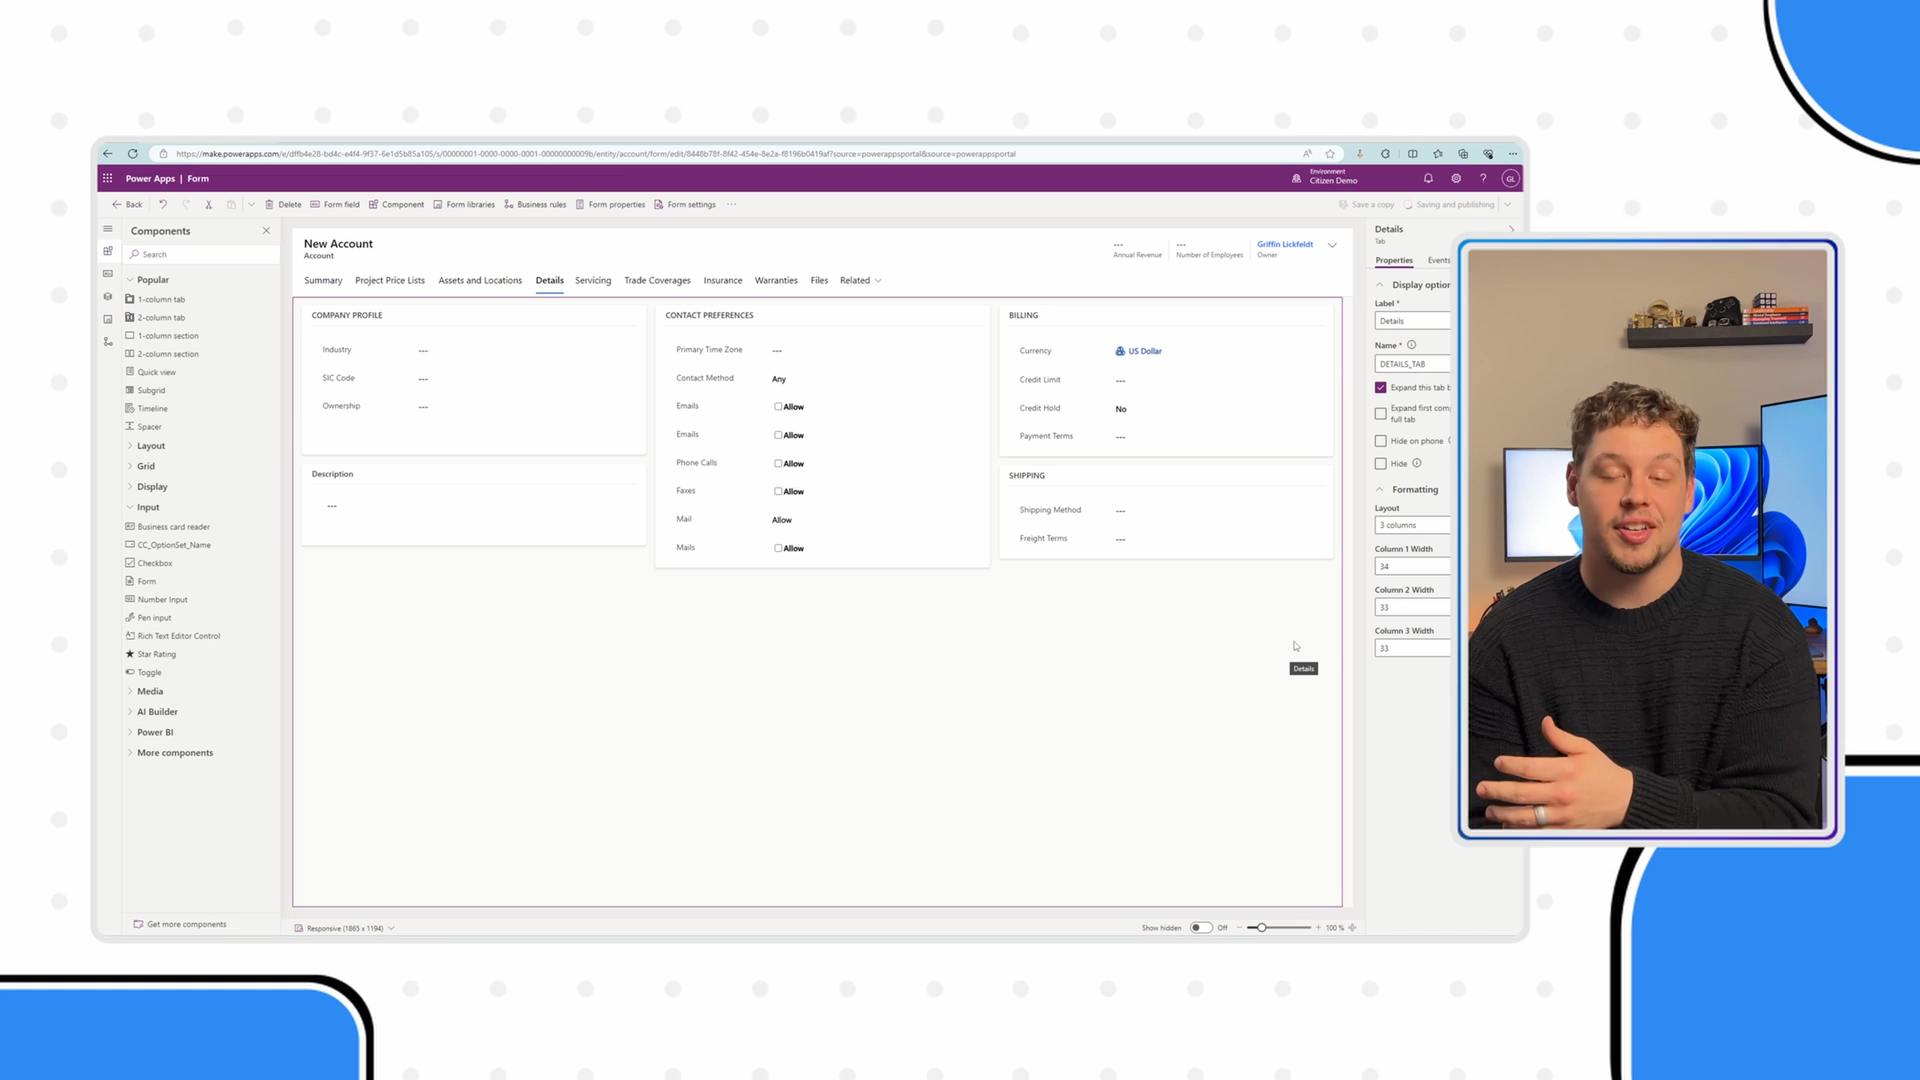 https://make.powerapps.com/e/dffb4e28-bd4c-e4f4-9f37-6e1d5b85a105/s/00000001-0000-0000-0001-00000000009b/entity/account/form/edit/8448b78f-8f42-454e-8e2a-f8196b0419af?source=powerappsportal&source=powerappsportal
Power Apps | Form
Environment
Citizen Demo
GL
Back
Delete
Form field
Component
Form libraries
Business rules
Form properties
Form settings
Save a copy
Saving and publishing
Components
Search
Popular
1-column tab
2-column tab
1-column section
2-column section
Quick view
Subgrid
Timeline
Spacer
Layout
Grid
Display
Input
Business card reader
CC_OptionSet_Name
Checkbox
Form
Number Input
Pen input
Rich Text Editor Control
Star Rating
Toggle
Media
AI Builder
Power BI
More components
Get more components
New Account
Account
---
Annual Revenue
---
Number of Employees
Griffin Lickfeldt
Owner
Summary Project Price Lists Assets and Locations Details Servicing Trade Coverages Insurance Warranties Files Related
COMPANY PROFILE
Industry ---
SIC Code ---
Ownership ---
Description
---
CONTACT PREFERENCES
Primary Time Zone ---
Contact Method Any
Emails Allow
Emails Allow
Phone Calls Allow
Faxes Allow
Mail Allow
Mails Allow
BILLING
Currency US Dollar
Credit Limit ---
Credit Hold No
Payment Terms ---
SHIPPING
Shipping Method ---
Freight Terms ---
Details
Responsive (1865 x 1194)
Show hidden Off
100 %
Details
Tab
Properties Events
Display option
Label *
Details
Name *
DETAILS_TAB
Expand this tab b
Expand first comp
full tab
Hide on phone
Hide
Formatting
Layout
3 columns
Column 1 Width
34
Column 2 Width
33
Column 3 Width
33